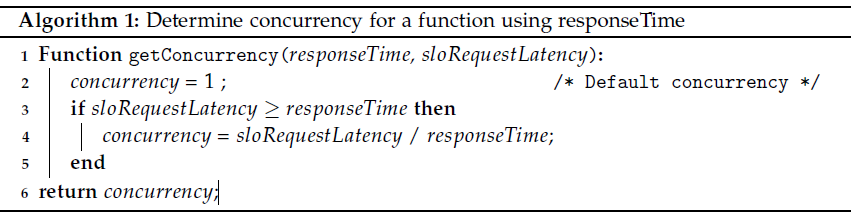 Algorithm 1: Determine concurrency for a function using responseTime
1 Function getConcurrency(responseTime, sloRequestLatency):
2 concurrency = 1 ; /* Default concurrency */
3 if sloRequestLatency ≥ responseTime then
4 concurrency = sloRequestLatency / responseTime;
5 end
6 return concurrency;